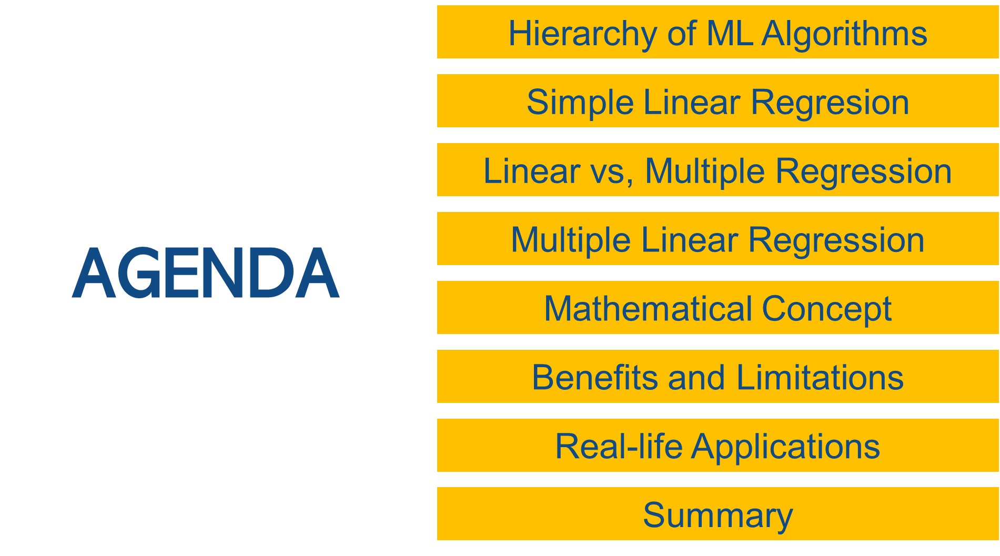 AGENDA
Hierarchy of ML Algorithms
Simple Linear Regresion
Linear vs, Multiple Regression
Multiple Linear Regression
Mathematical Concept
Benefits and Limitations
Real-life Applications
Summary